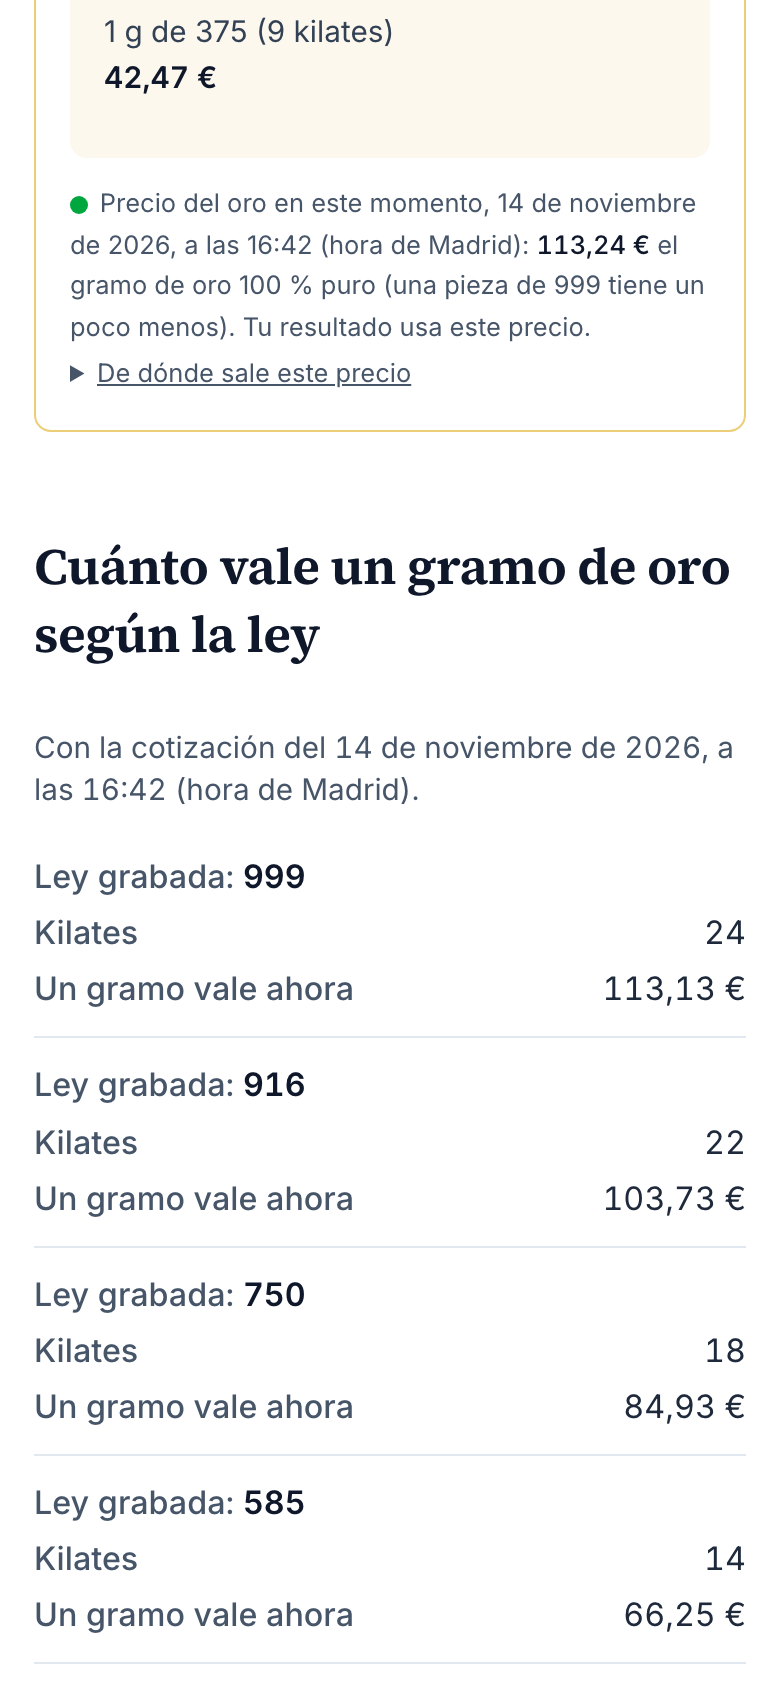 1 g de 375 (9 kilates)
42,47 €
Precio del oro en este momento, 14 de noviembre
de 2026, a las 16:42 (hora de Madrid): 113,24 € el
gramo de oro 100 % puro (una pieza de 999 tiene un
poco menos). Tu resultado usa este precio.
De dónde sale este precio
Cuánto vale un gramo de oro
según la ley
Con la cotización del 14 de noviembre de 2026, a
las 16:42 (hora de Madrid).
Ley grabada: 999
Kilates 24
Un gramo vale ahora 113,13 €
Ley grabada: 916
Kilates 22
Un gramo vale ahora 103,73 €
Ley grabada: 750
Kilates 18
Un gramo vale ahora 84,93 €
Ley grabada: 585
Kilates 14
Un gramo vale ahora 66,25 €